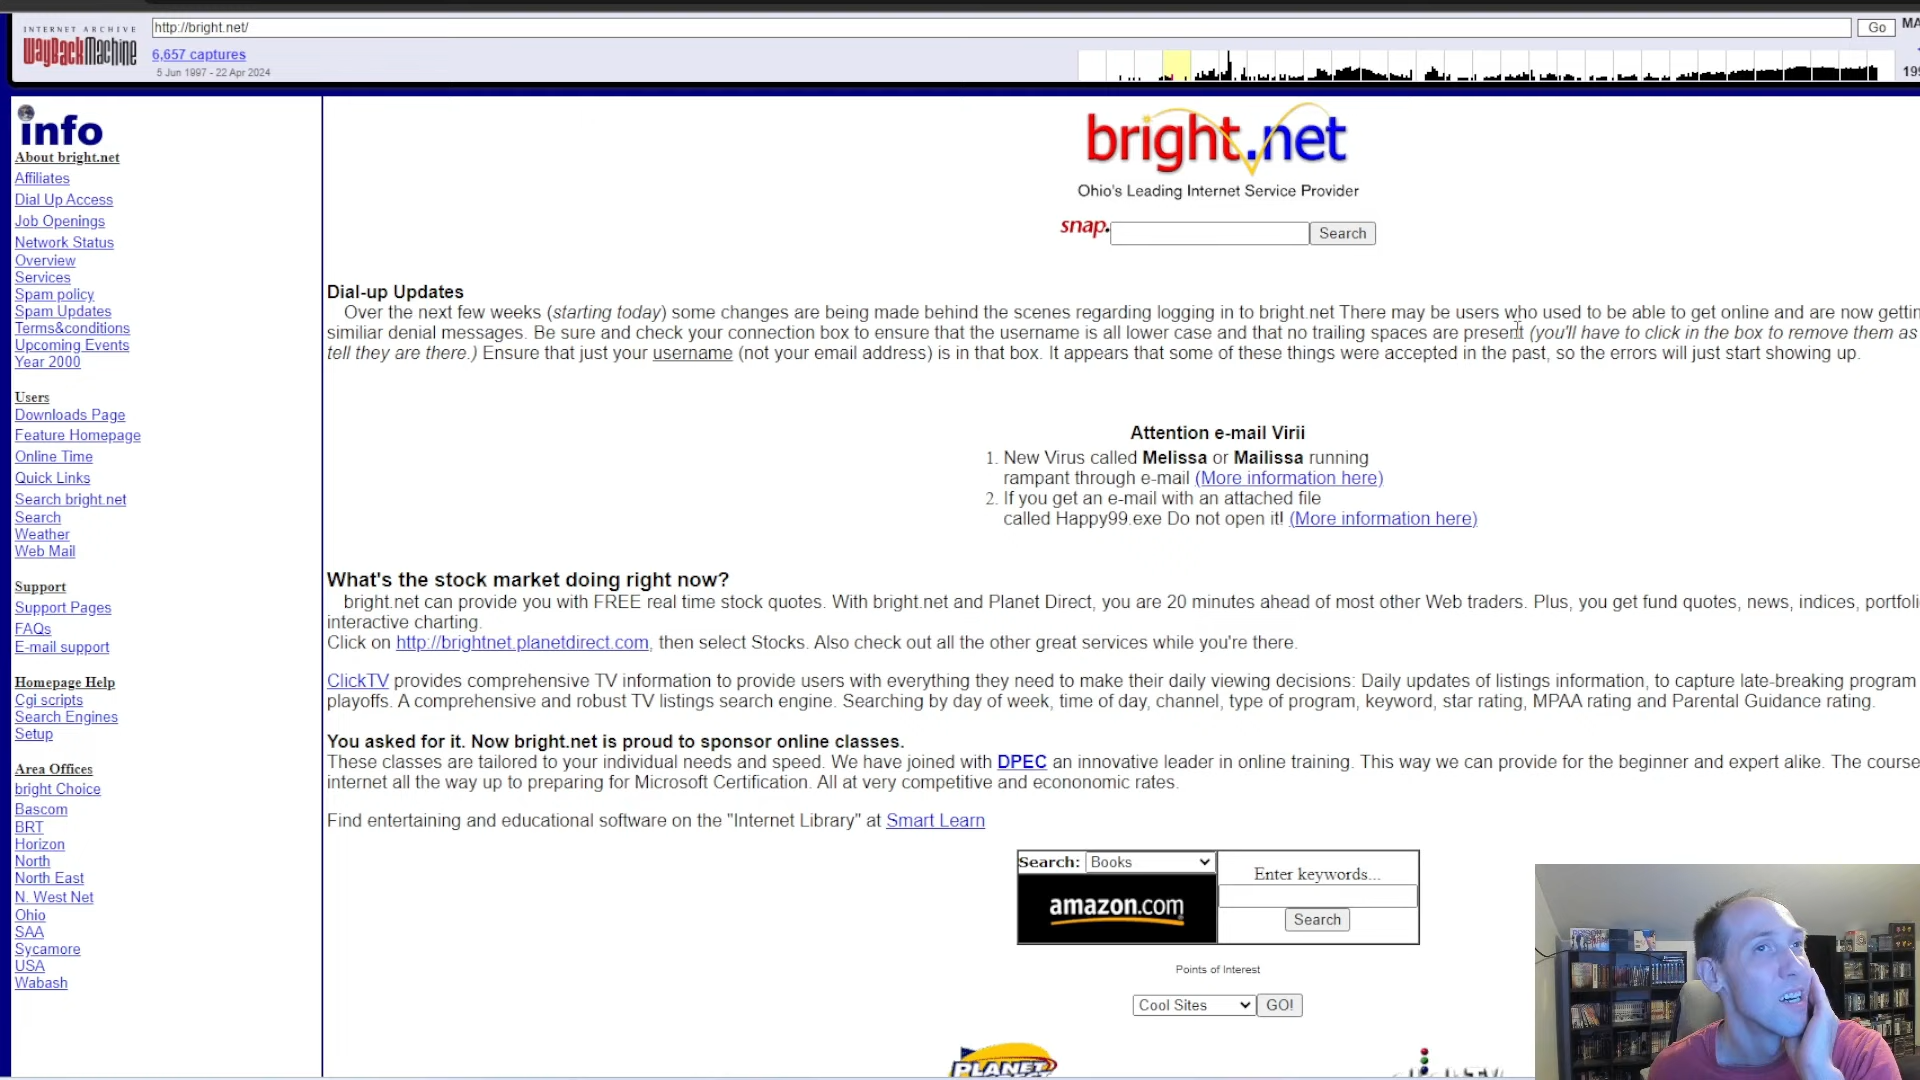 INTERNET ARCHIVE
WayBackMachine
http://bright.net/
Go
6,657 captures
5 Jun 1997 - 22 Apr 2024
info
About bright.net
Affiliates
Dial Up Access
Job Openings
Network Status
Overview
Services
Spam policy
Spam Updates
Terms&conditions
Upcoming Events
Year 2000
Users
Downloads Page
Feature Homepage
Online Time
Quick Links
Search bright.net
Search
Weather
Web Mail
Support
Support Pages
FAQs
E-mail support
Homepage Help
Cgi scripts
Search Engines
Setup
Area Offices
bright Choice
Bascom
BRT
Horizon
North
North East
N. West Net
Ohio
SAA
Sycamore
USA
Wabash
bright.net
Ohio's Leading Internet Service Provider
snap.
Search
Dial-up Updates
Over the next few weeks (starting today) some changes are being made behind the scenes regarding logging in to bright.net There may be users who used to be able to get online and are now
similiar denial messages. Be sure and check your connection box to ensure that the username is all lower case and that no trailing spaces are present (you'll have to click in the box to remove them as
tell they are there.) Ensure that just your username (not your email address) is in that box. It appears that some of these things were accepted in the past, so the errors will just start showing up.
Attention e-mail Virii
1. New Virus called Melissa or Mailissa running
rampant through e-mail (More information here)
2. If you get an e-mail with an attached file
called Happy99.exe Do not open it! (More information here)
What's the stock market doing right now?
bright.net can provide you with FREE real time stock quotes. With bright.net and Planet Direct, you are 20 minutes ahead of most other Web traders. Plus, you get fund quotes, news, indices,
interactive charting.
Click on http://brightnet.planetdirect.com, then select Stocks. Also check out all the other great services while you're there.
ClickTV provides comprehensive TV information to provide users with everything they need to make their daily viewing decisions: Daily updates of listings information, to capture late-breaking program
playoffs. A comprehensive and robust TV listings search engine. Searching by day of week, time of day, channel, type of program, keyword, star rating, MPAA rating and Parental Guidance rating.
You asked for it. Now bright.net is proud to sponsor online classes.
These classes are tailored to your individual needs and speed. We have joined with DPEC an innovative leader in online training. This way we can provide for the beginner and expert alike. The course
internet all the way up to preparing for Microsoft Certification. All at very competitive and econonomic rates.
Find entertaining and educational software on the "Internet Library" at Smart Learn
Search: Books
Enter keywords...
amazon.com
Search
Points of Interest
Cool Sites
GO!
PLANET